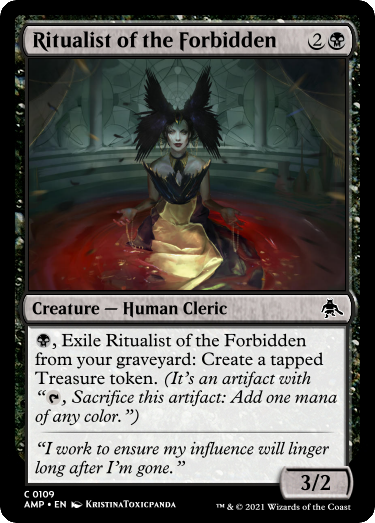 Ritualist of the Forbidden 2
Creature — Human Cleric
, Exile Ritualist of the Forbidden
from your graveyard: Create a tapped
Treasure token. (It's an artifact with
“, Sacrifice this artifact: Add one mana
of any color.”)
“I work to ensure my influence will linger
long after I'm gone.”
3/2
C 0109
AMP • EN KristinaToxicpanda
™ & © 2021 Wizards of the Coast